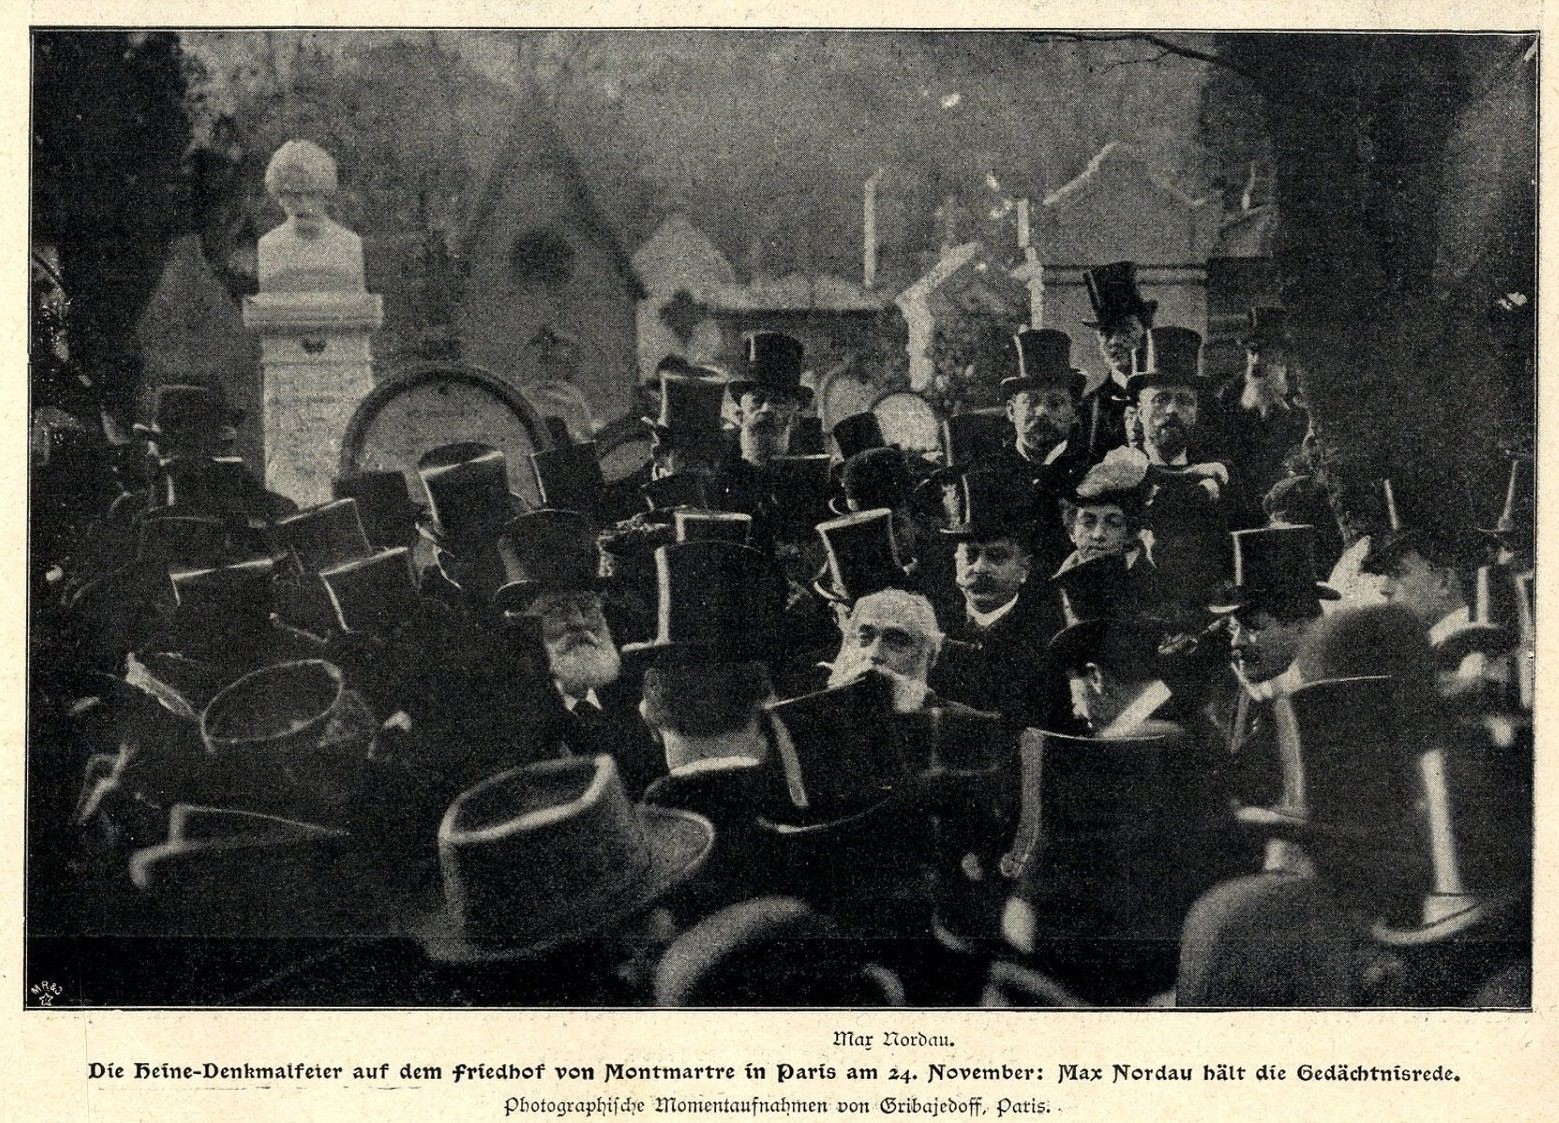 M R & J
Max Nordau.
Die Heine-Denkmalfeier auf dem Friedhof von Montmartre in Paris am 24. November: Max Nordau hält die Gedächtnisrede.
Photographische Momentaufnahmen von Gribajedoff, Paris.